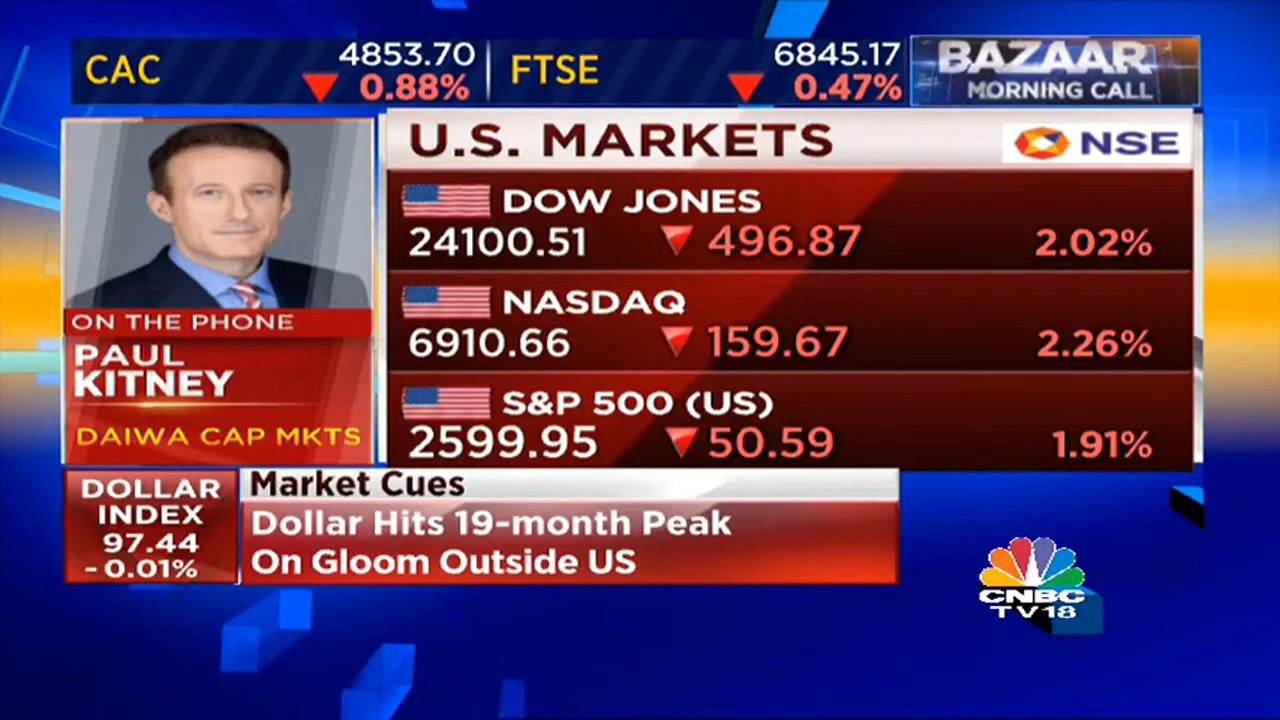 CAC
4853.70
▼ 0.88%
FTSE
6845.17
▼ 0.47%
BAZAAR
MORNING CALL
U.S. MARKETS
NSE
DOW JONES
24100.51 ▼ 496.87 2.02%
NASDAQ
6910.66 ▼ 159.67 2.26%
S&P 500 (US)
2599.95 ▼ 50.59 1.91%
ON THE PHONE
PAUL
KITNEY
DAIWA CAP MKTS
DOLLAR
INDEX
97.44
- 0.01%
Market Cues
Dollar Hits 19-month Peak
On Gloom Outside US
CNBC
TV18